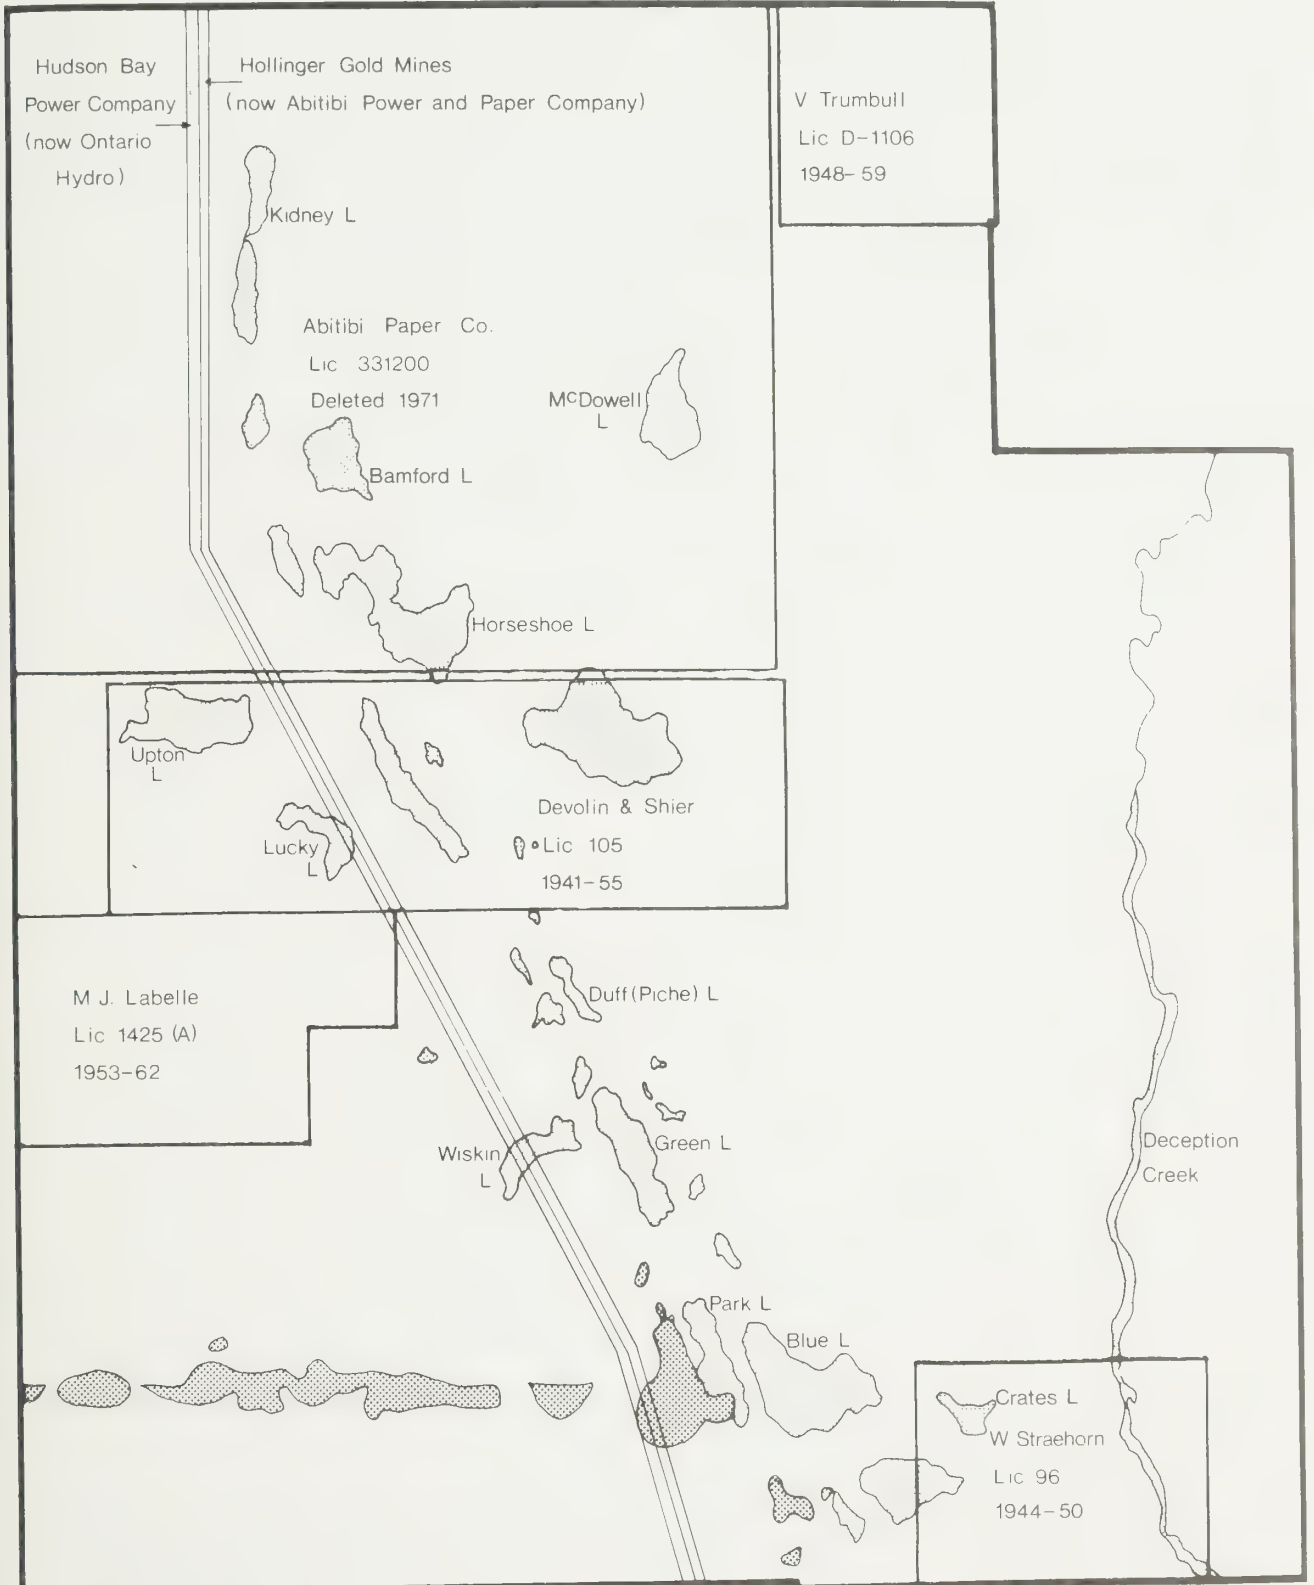 Hudson Bay
Power Company
(now Ontario
Hydro)
Hollinger Gold Mines
(now Abitibi Power and Paper Company)
V Trumbull
Lic D-1106
1948-59
Kidney L
Abitibi Paper Co.
Lic 331200
Deleted 1971
McDowell
L
Bamford L
Horseshoe L
Upton
L
Lucky
L
Devolin & Shier
Lic 105
1941-55
M J. Labelle
Lic 1425 (A)
1953-62
Duff (Piche) L
Wiskin
L
Green L
Deception
Creek
Park L
Blue L
Crates L
W Straehorn
Lic 96
1944-50